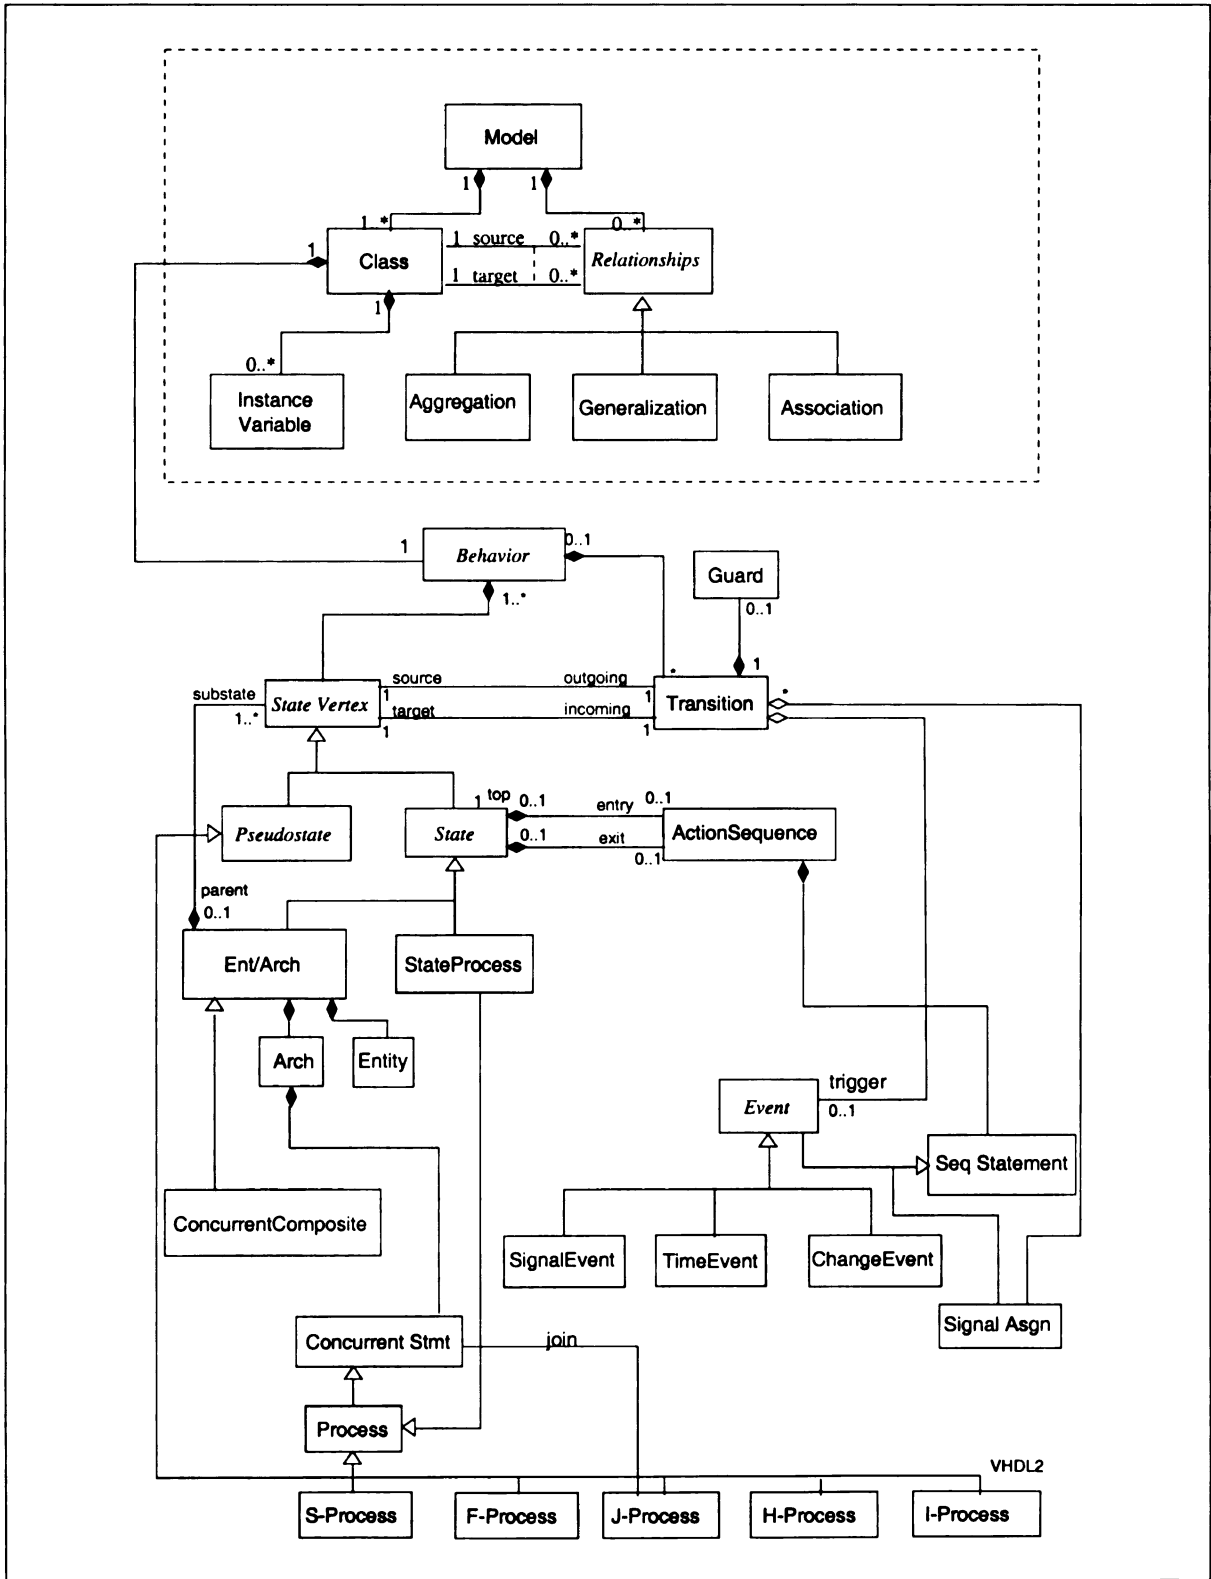 Model
1 1
1..* 0..*
1 source 0..*
1
Class
Relationships
1 target 0..*
1
0..*
Instance
Variable
Aggregation
Generalization
Association
1
Behavior
0..1
1..*
Guard
0..1
1
*
*
substate
1..*
State Vertex
source
1
outgoing
1
target
1
incoming
1
Transition
1 top 0..1
entry
0..1
Pseudostate
State
0..1
exit
0..1
ActionSequence
parent
0..1
Ent/Arch
StateProcess
Arch
Entity
trigger
0..1
Event
Seq Statement
ConcurrentComposite
SignalEvent
TimeEvent
ChangeEvent
Signal Asgn
Concurrent Stmt
join
Process
VHDL2
S-Process
F-Process
J-Process
H-Process
I-Process